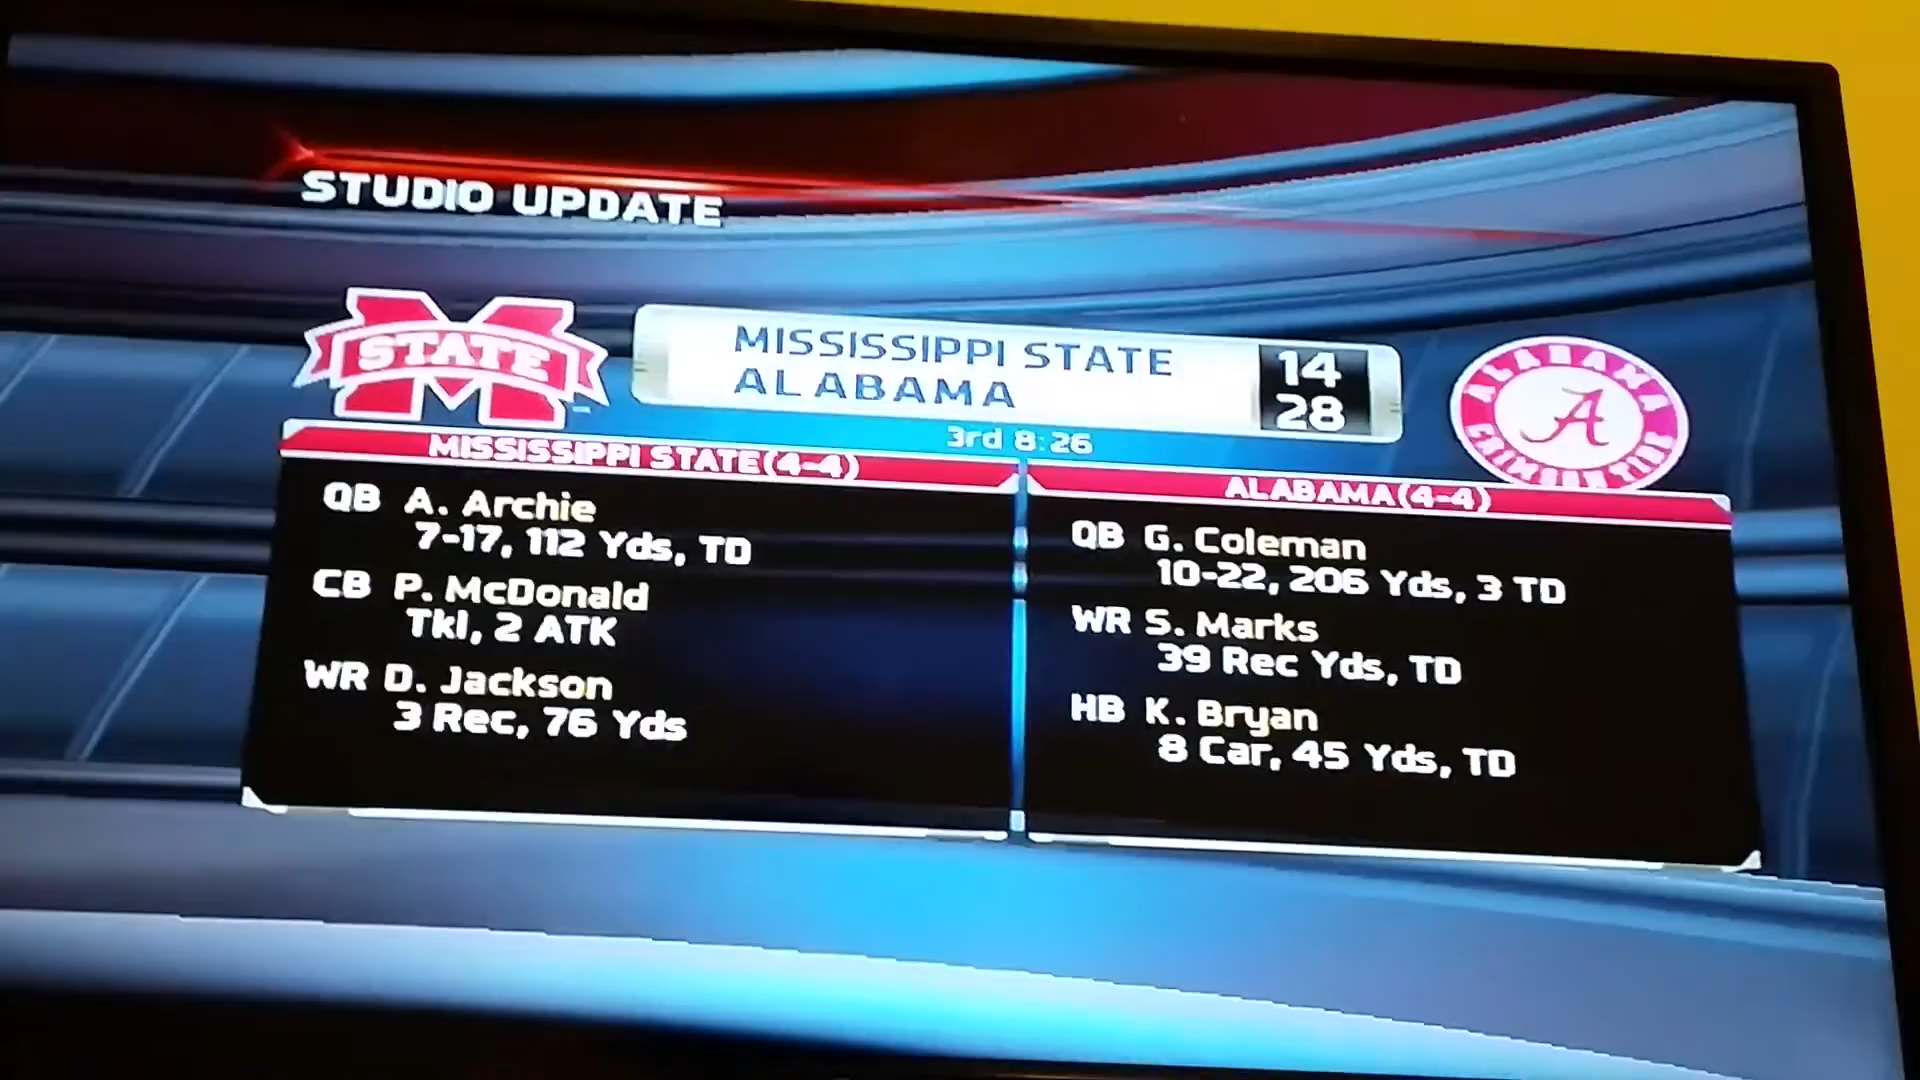 STUDIO UPDATE
STATE
MISSISSIPPI STATE 14
ALABAMA 28
3rd 8:26
ALABAMA
A
CRIMSON TIDE
MISSISSIPPI STATE(4-4)
QB A. Archie
7-17, 112 Yds, TD
CB P. McDonald
Tkl, 2 ATK
WR D. Jackson
3 Rec, 76 Yds
ALABAMA(4-4)
QB G. Coleman
10-22, 206 Yds, 3 TD
WR S. Marks
39 Rec Yds, TD
HB K. Bryan
8 Car, 45 Yds, TD